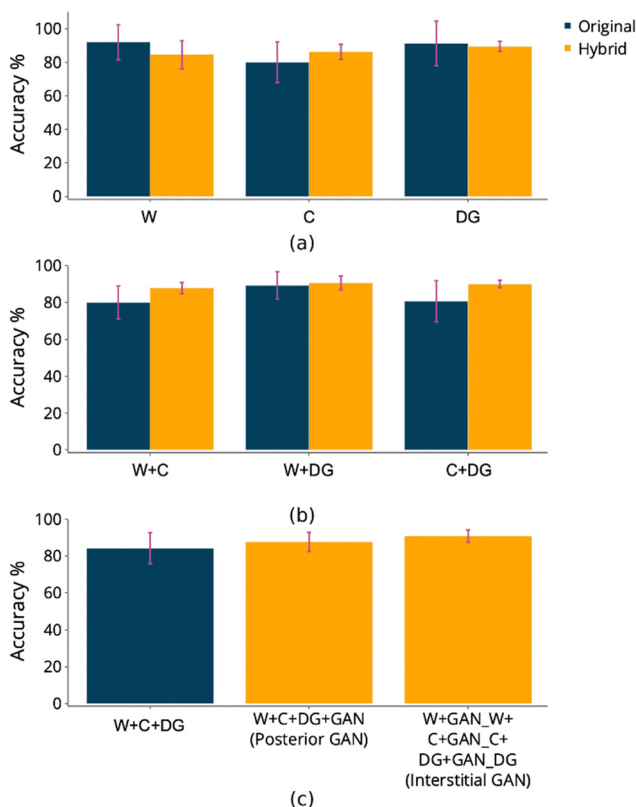 Original
Hybrid
Accuracy %
100
80
60
40
20
0
W
C
DG
(a)
Accuracy %
100
80
60
40
20
0
W+C
W+DG
C+DG
(b)
Accuracy %
100
80
60
40
20
0
W+C+DG
W+C+DG+GAN
(Posterior GAN)
W+GAN_W+
C+GAN_C+
DG+GAN_DG
(Interstitial GAN)
(c)